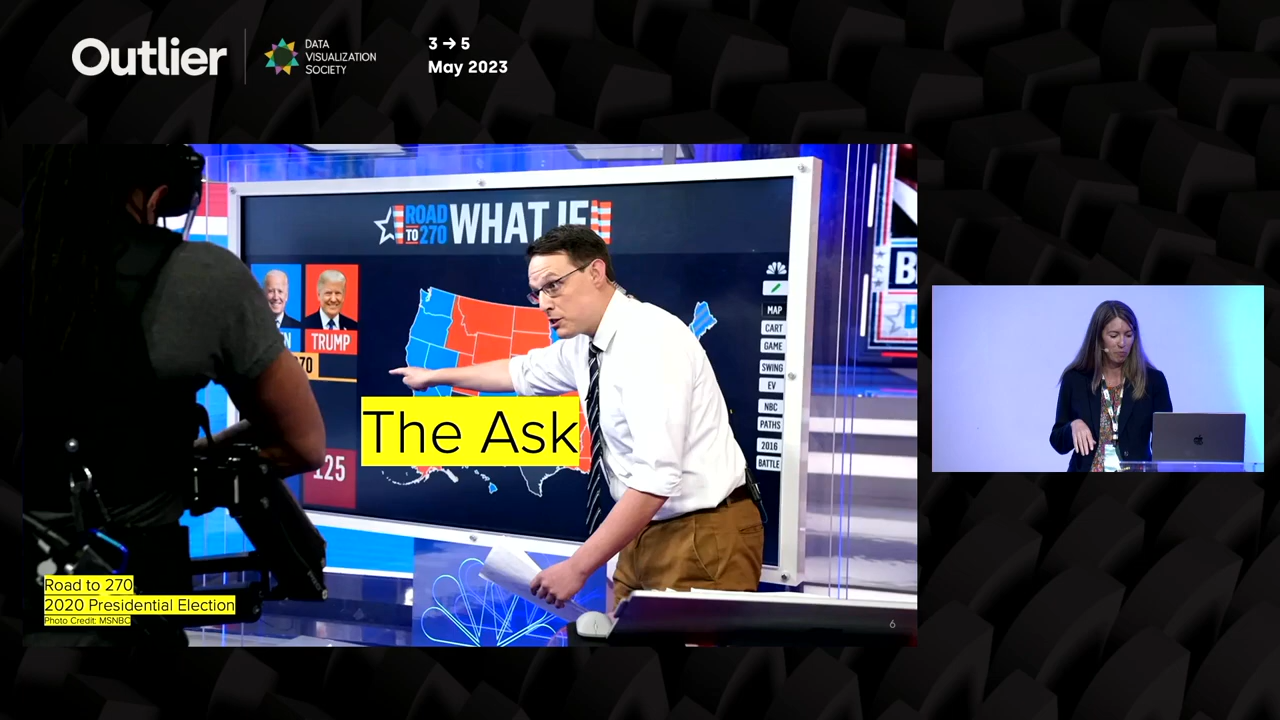 Outlier
DATA
VISUALIZATION
SOCIETY
3 → 5
May 2023
ROAD
TO 270
WHAT IF
TRUMP
125
MAP
CART
GAME
SWING
EV
NBC
PATHS
2016
BATTLE
The Ask
Road to 270
2020 Presidential Election
Photo Credit: MSNBC
6